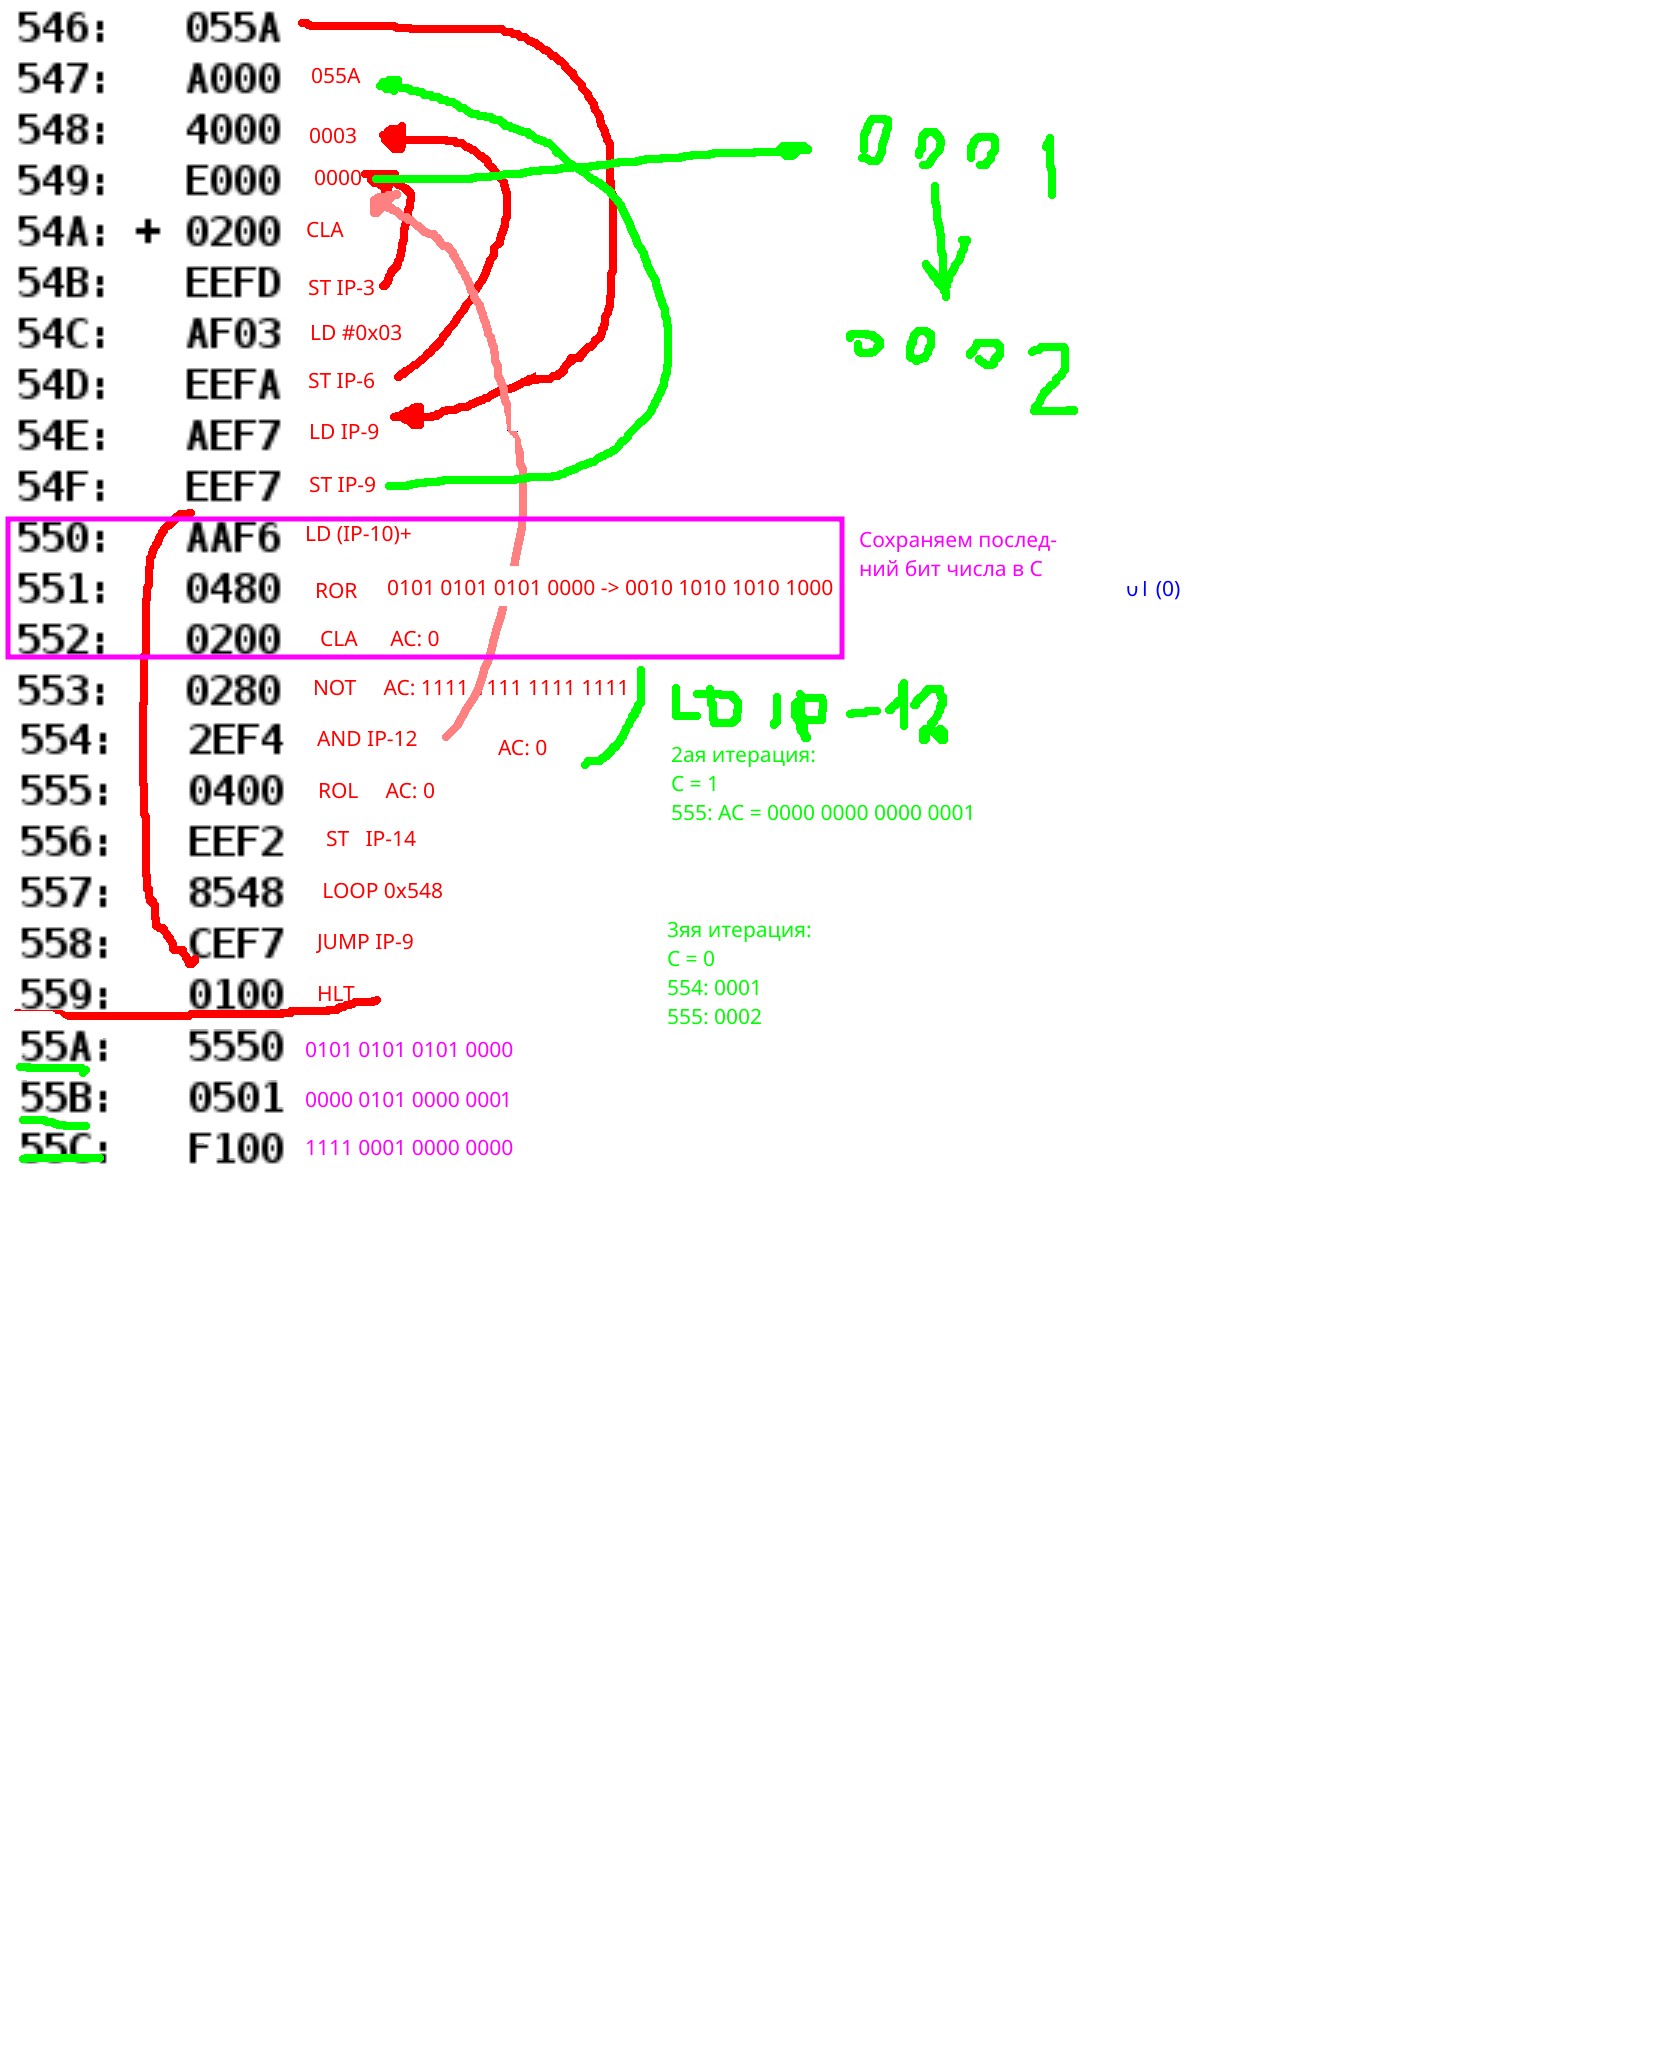 546: 055A
547: A000 055A
548: 4000 0003
549: E000 0000
0001
54A: + 0200 CLA
54B: EEFD ST IP-3
54C: AF03 LD #0x03
0002
54D: EEFA ST IP-6
54E: AEF7 LD IP-9
54F: EEF7 ST IP-9
550: AAF6 LD (IP-10)+
Сохраняем послед-
ний бит числа в C
551: 0480 ROR 0101 0101 0101 0000 -> 0010 1010 1010 1000
∪l (0)
552: 0200 CLA AC: 0
553: 0280 NOT AC: 1111 1111 1111 1111
LD IP-12
554: 2EF4 AND IP-12 AC: 0
2ая итерация:
C = 1
555: AC = 0000 0000 0000 0001
555: 0400 ROL AC: 0
556: EEF2 ST IP-14
557: 8548 LOOP 0x548
558: CEF7 JUMP IP-9
3яя итерация:
C = 0
554: 0001
555: 0002
559: 0100 HLT
55A: 5550 0101 0101 0101 0000
55B: 0501 0000 0101 0000 0001
55C: F100 1111 0001 0000 0000